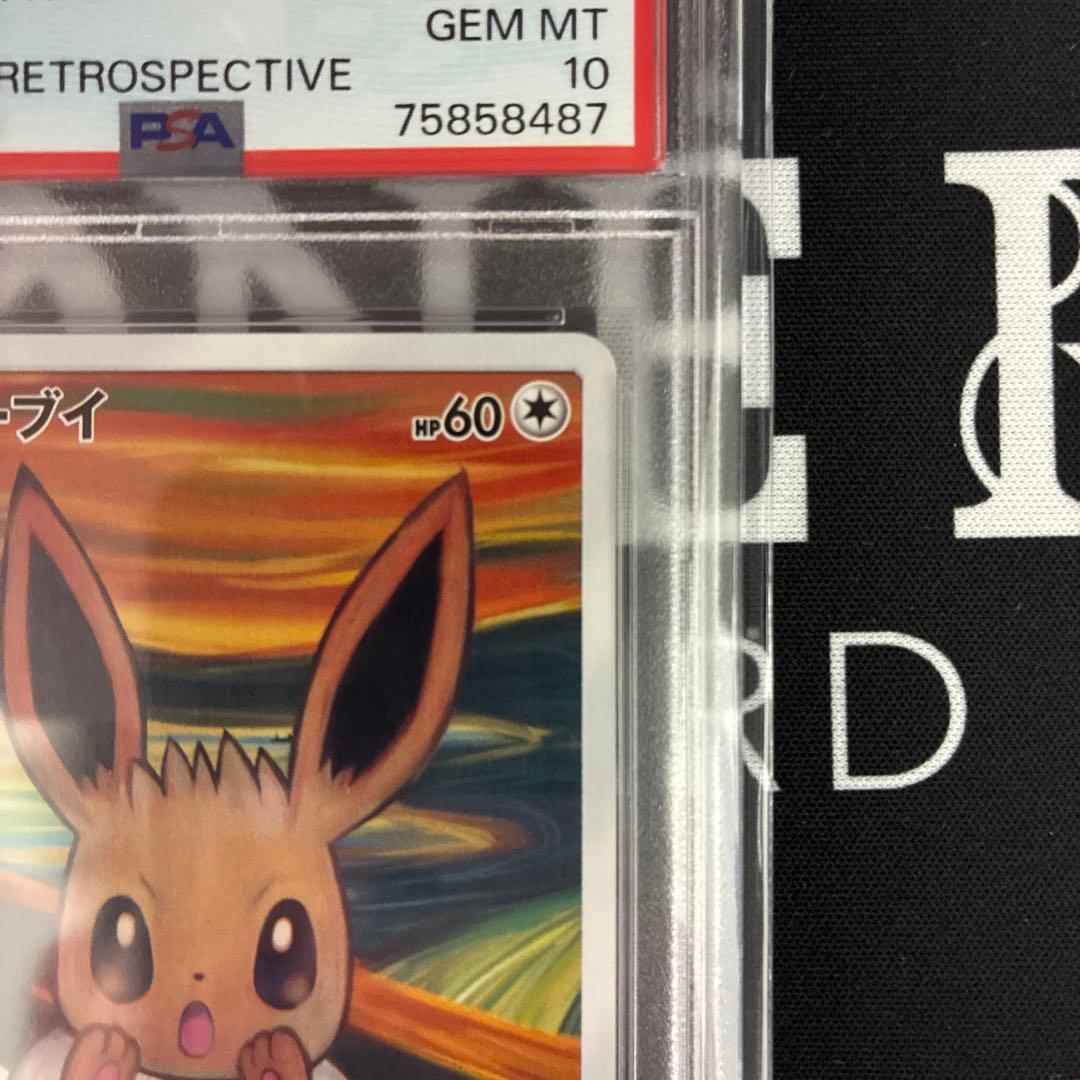 GEM MT
RETROSPECTIVE 10
PSA 75858487
ーブイ HP60
RD